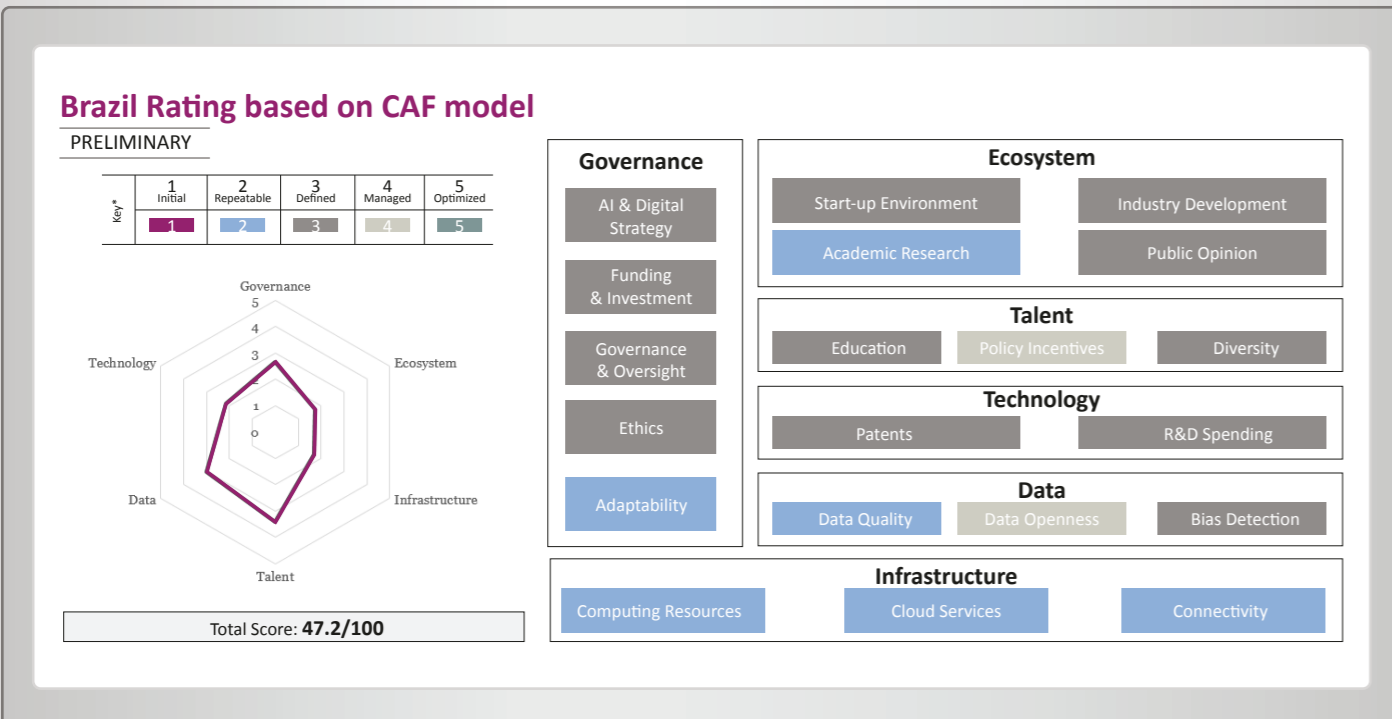 Brazil Rating based on CAF model
PRELIMINARY
Key*
1 2 3 4 5
Initial Repeatable Defined Managed Optimized
1 2 3 4 5
Governance
5
4
3
2
1
0
Technology
Ecosystem
Data
Infrastructure
Talent
Total Score: 47.2/100
Governance
AI & Digital
Strategy
Funding
& Investment
Governance
& Oversight
Ethics
Adaptability
Ecosystem
Start-up Environment
Industry Development
Academic Research
Public Opinion
Talent
Education
Policy Incentives
Diversity
Technology
Patents
R&D Spending
Data
Data Quality
Data Openness
Bias Detection
Infrastructure
Computing Resources
Cloud Services
Connectivity